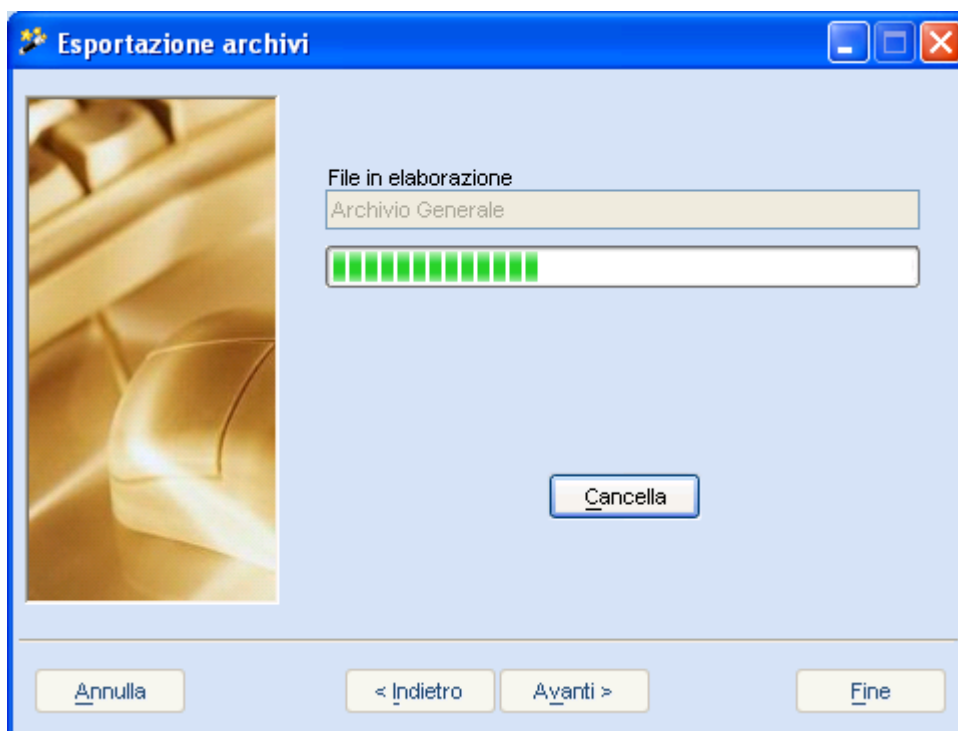 Esportazione archivi
File in elaborazione
Archivio Generale
Cancella
Annulla
< Indietro
Avanti >
Fine